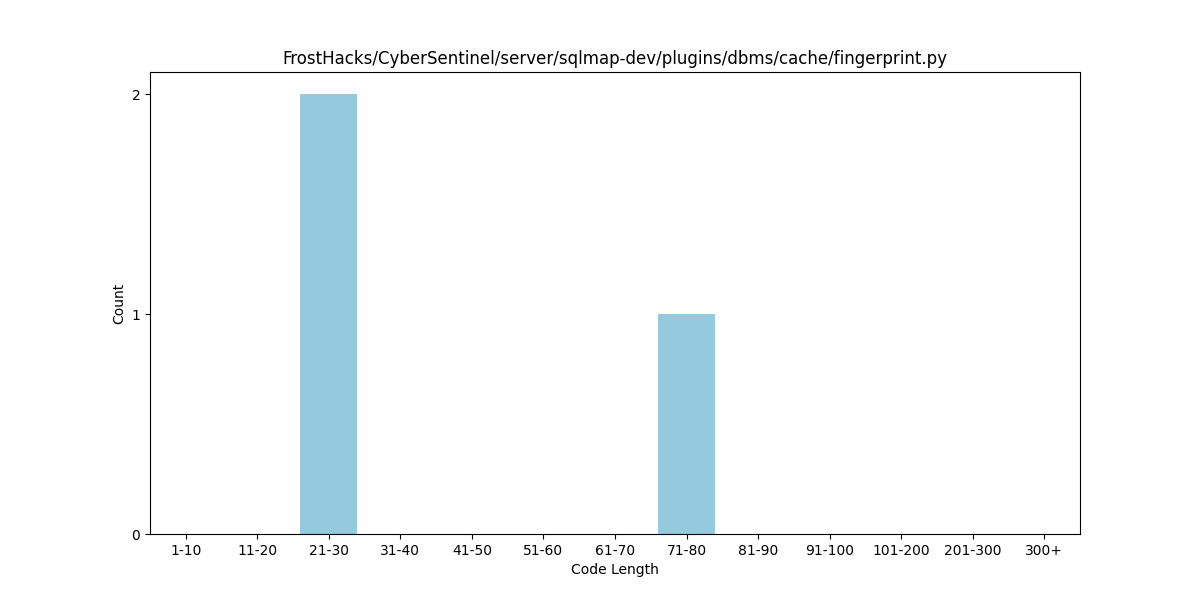 FrostHacks/CyberSentinel/server/sqlmap-dev/plugins/dbms/cache/fingerprint.py
2
1
0
Count
1-10 11-20 21-30 31-40 41-50 51-60 61-70 71-80 81-90 91-100 101-200 201-300 300+
Code Length